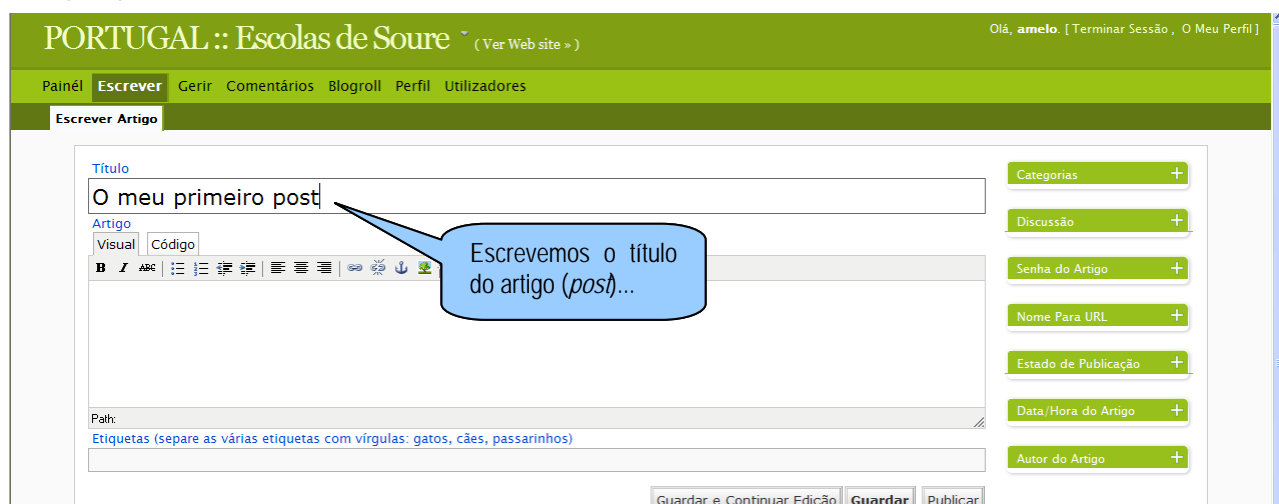 PORTUGAL :: Escolas de Soure ( Ver Web site » )
Olá, amelo. [ Terminar Sessão , O Meu Perfil ]
Painél Escrever Gerir Comentários Blogroll Perfil Utilizadores
Escrever Artigo
Título
O meu primeiro post
Artigo
Visual Código
B I ABC
Escrevemos o título
do artigo (post)...
Path:
Etiquetas (separe as várias etiquetas com vírgulas: gatos, cães, passarinhos)
Guardar e Continuar Edição Guardar Publicar
Categorias +
Discussão +
Senha do Artigo +
Nome Para URL +
Estado de Publicação +
Data/Hora do Artigo +
Autor do Artigo +